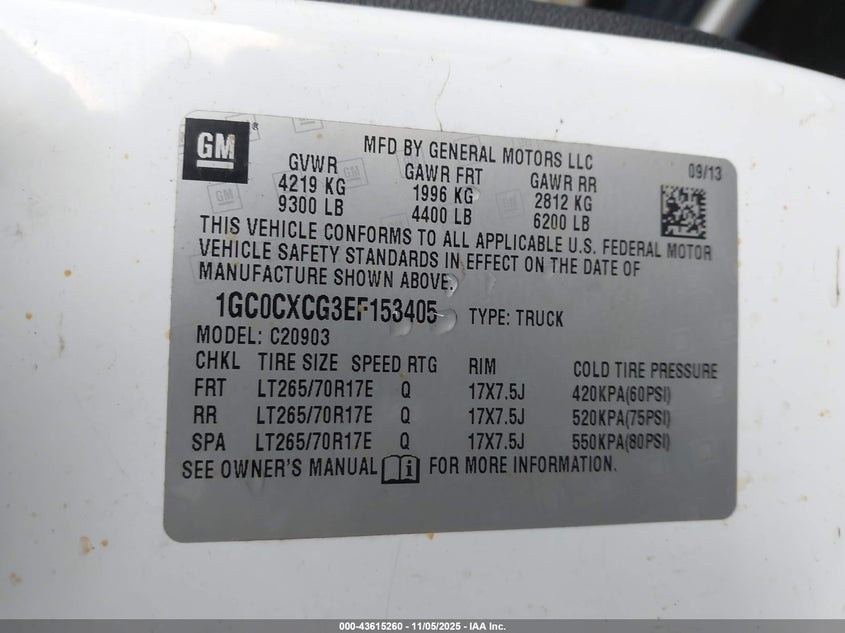 GM ®
MFD BY GENERAL MOTORS LLC
09/13
GVWR GAWR FRT GAWR RR
4219 KG 1996 KG 2812 KG
9300 LB 4400 LB 6200 LB
THIS VEHICLE CONFORMS TO ALL APPLICABLE U.S. FEDERAL MOTOR
VEHICLE SAFETY STANDARDS IN EFFECT ON THE DATE OF
MANUFACTURE SHOWN ABOVE.
1GC0CXCG3EF153405 TYPE: TRUCK
MODEL: C20903
CHKL TIRE SIZE SPEED RTG RIM COLD TIRE PRESSURE
FRT LT265/70R17E Q 17X7.5J 420KPA(60PSI)
RR LT265/70R17E Q 17X7.5J 520KPA(75PSI)
SPA LT265/70R17E Q 17X7.5J 550KPA(80PSI)
SEE OWNER'S MANUAL FOR MORE INFORMATION.
000-43615260 - 11/05/2025 - IAA Inc.